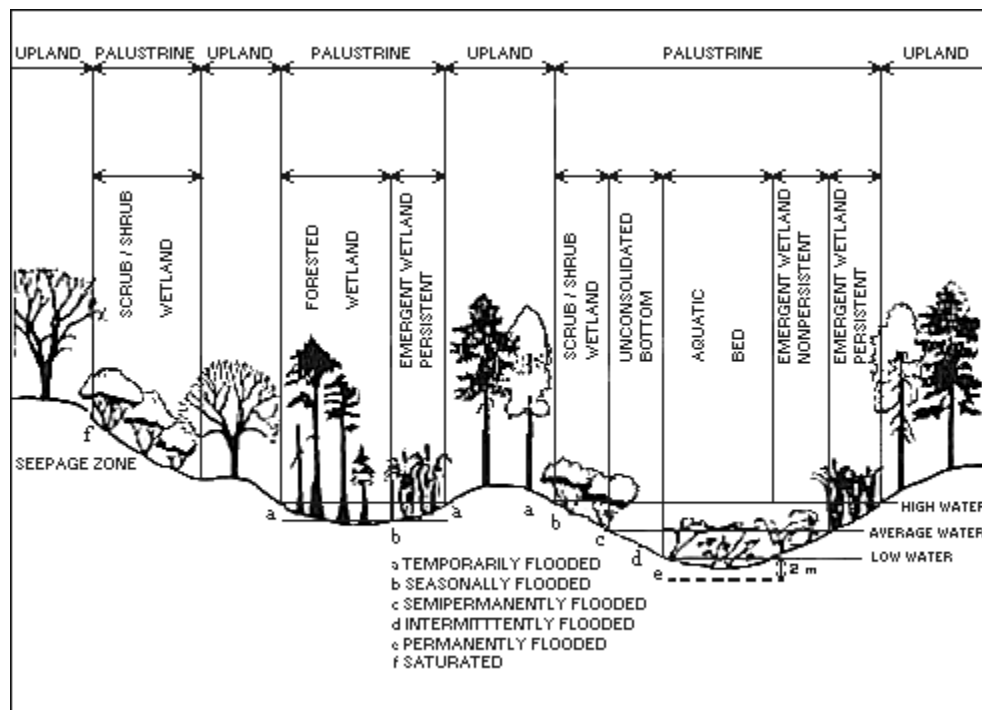 UPLAND PALUSTRINE UPLAND PALUSTRINE UPLAND PALUSTRINE UPLAND
SCRUB / SHRUB
WETLAND
FORESTED
WETLAND
EMERGENT WETLAND
PERSISTENT
SCRUB / SHRUB
WETLAND
UNCONSOLIDATED
BOTTOM
AQUATIC
BED
EMERGENT WETLAND
NONPERSISTENT
EMERGENT WETLAND
PERSISTENT
f
SEEPAGE ZONE
a
b
a
a
b
c
d
e
HIGH WATER
AVERAGE WATER
LOW WATER
2 m
a TEMPORARILY FLOODED
b SEASONALLY FLOODED
c SEMIPERMANENTLY FLOODED
d INTERMITTTENTLY FLOODED
e PERMANENTLY FLOODED
f SATURATED